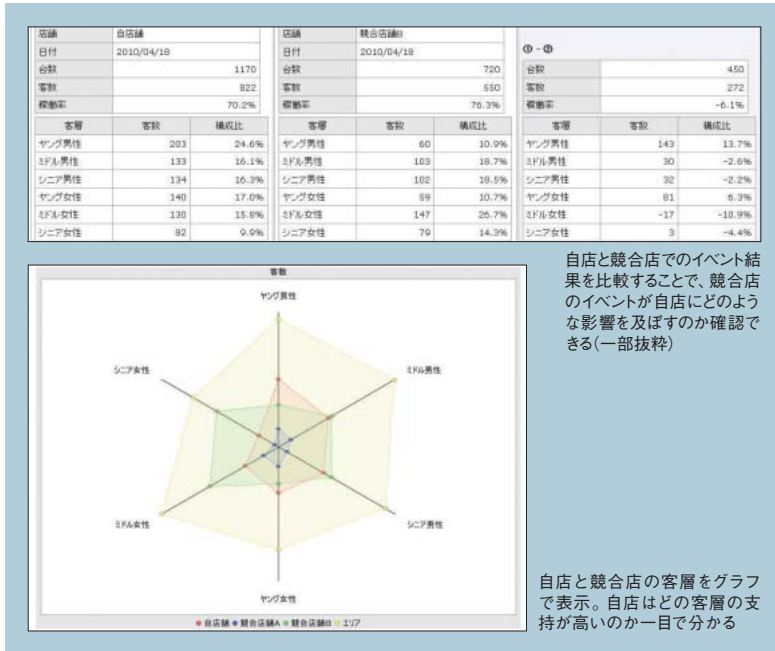 店舗 自店舗
日付 2010/04/18
台数 1170
客数 822
稼働率 70.2%
客層 客数 構成比
ヤング男性 203 24.6%
ミドル男性 133 16.1%
シニア男性 134 16.3%
ヤング女性 140 17.0%
ミドル女性 130 15.8%
シニア女性 82 9.9%
店舗 競合店舗B
日付 2010/04/18
台数 720
客数 550
稼働率 76.3%
客層 客数 構成比
ヤング男性 60 10.9%
ミドル男性 103 18.7%
シニア男性 102 18.5%
ヤング女性 59 10.7%
ミドル女性 147 26.7%
シニア女性 79 14.3%
① - ②
台数 450
客数 272
稼働率 -6.1%
客層 客数 構成比
ヤング男性 143 13.7%
ミドル男性 30 -2.6%
シニア男性 32 -2.2%
ヤング女性 81 6.3%
ミドル女性 -17 -10.9%
シニア女性 3 -4.4%
自店と競合店でのイベント結
果を比較することで、競合店
のイベントが自店にどのよう
な影響を及ぼすのか確認で
きる(一部抜粋)
客数
ヤング男性
ミドル男性
シニア男性
ヤング女性
ミドル女性
シニア女性
自店舗 競合店舗A 競合店舗B エリア
自店と競合店の客層をグラフ
で表示。自店はどの客層の支
持が高いのか一目で分かる